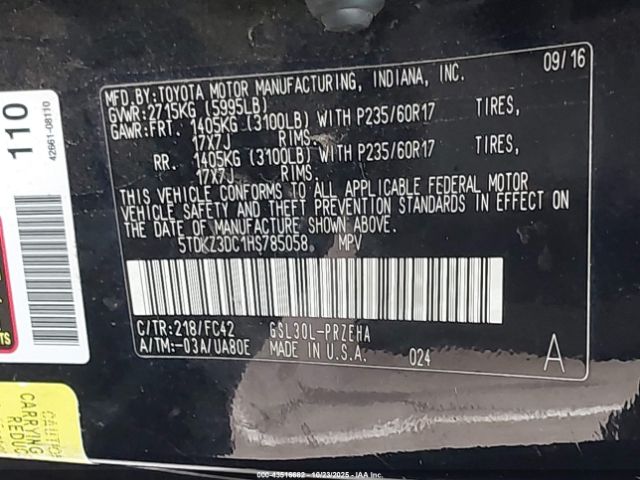 09/16
MFD.BY:TOYOTA MOTOR MANUFACTURING, INDIANA, INC.
GVWR:2715KG (5995LB)
GAWR:FRT. 1405KG (3100LB) WITH P235/60R17 TIRES,
17X7J RIMS.
RR. 1405KG (3100LB) WITH P235/60R17 TIRES,
17X7J RIMS.
THIS VEHICLE CONFORMS TO ALL APPLICABLE FEDERAL MOTOR
VEHICLE SAFETY AND THEFT PREVENTION STANDARDS IN EFFECT
ON THE DATE OF MANUFACTURE SHOWN ABOVE.
5TDKZ3DC1HS785058 MPV
C/TR:218/FC42 GSL30L-PRZEHA
A/TM:-03A/UA80E MADE IN U.S.A. 024 A
110
42661-08110
TS
CAUTION
CARRYING
REDUC
000-43516662 - 10/23/2025 - IAA Inc.